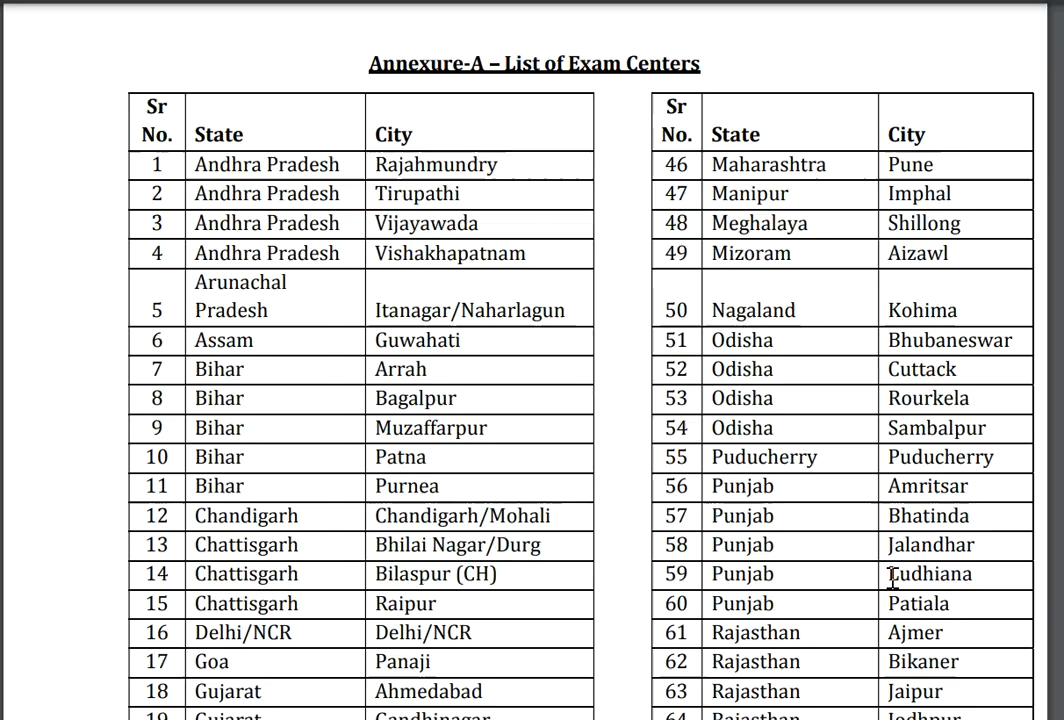 Annexure-A – List of Exam Centers
Sr No. State City
1 Andhra Pradesh Rajahmundry
2 Andhra Pradesh Tirupathi
3 Andhra Pradesh Vijayawada
4 Andhra Pradesh Vishakhapatnam
5 Arunachal Pradesh Itanagar/Naharlagun
6 Assam Guwahati
7 Bihar Arrah
8 Bihar Bagalpur
9 Bihar Muzaffarpur
10 Bihar Patna
11 Bihar Purnea
12 Chandigarh Chandigarh/Mohali
13 Chattisgarh Bhilai Nagar/Durg
14 Chattisgarh Bilaspur (CH)
15 Chattisgarh Raipur
16 Delhi/NCR Delhi/NCR
17 Goa Panaji
18 Gujarat Ahmedabad
19 Gujarat Gandhinagar
Sr No. State City
46 Maharashtra Pune
47 Manipur Imphal
48 Meghalaya Shillong
49 Mizoram Aizawl
50 Nagaland Kohima
51 Odisha Bhubaneswar
52 Odisha Cuttack
53 Odisha Rourkela
54 Odisha Sambalpur
55 Puducherry Puducherry
56 Punjab Amritsar
57 Punjab Bhatinda
58 Punjab Jalandhar
59 Punjab Ludhiana
60 Punjab Patiala
61 Rajasthan Ajmer
62 Rajasthan Bikaner
63 Rajasthan Jaipur
64 Rajasthan Jodhpur